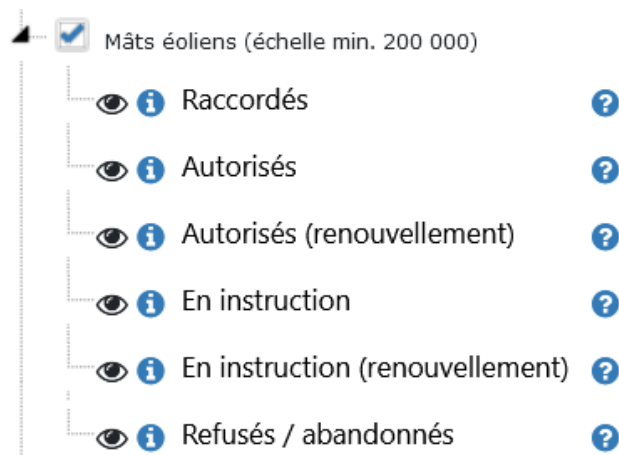 Mâts éoliens (échelle min. 200 000)
Raccordés
Autorisés
Autorisés (renouvellement)
En instruction
En instruction (renouvellement)
Refusés / abandonnés